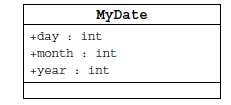 MyDate
+day : int
+month : int
+year : int